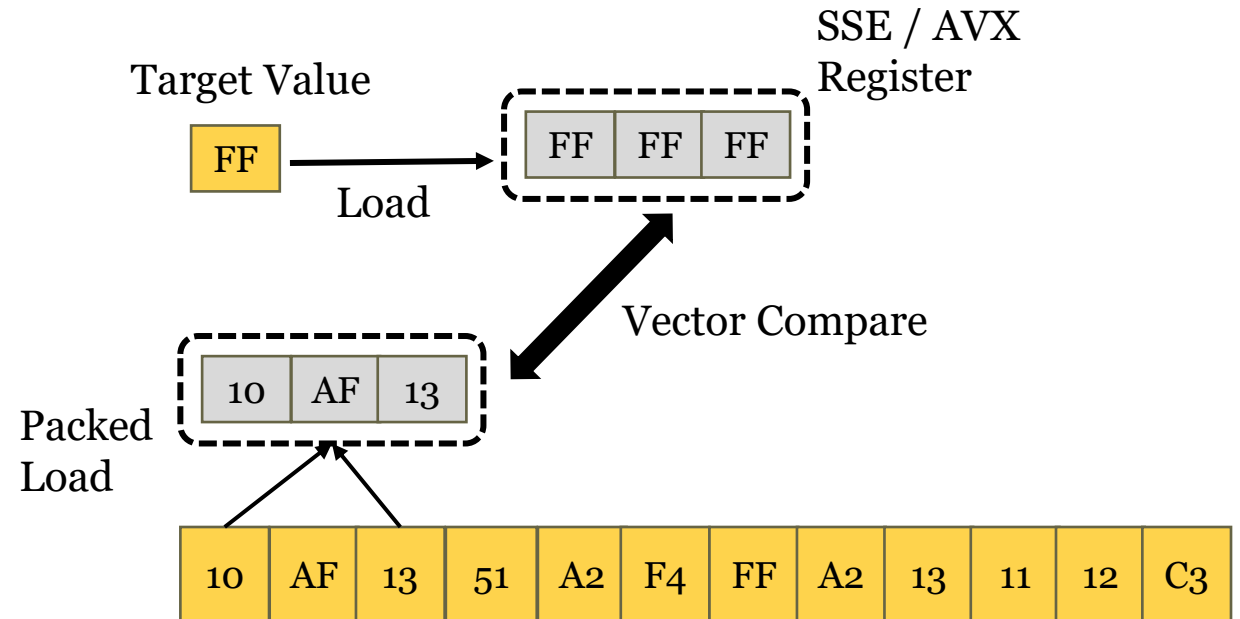 SSE / AVX
Register
Target Value
FF
Load
FF FF FF
Vector Compare
10 AF 13
Packed
Load
10 AF 13 51 A2 F4 FF A2 13 11 12 C3